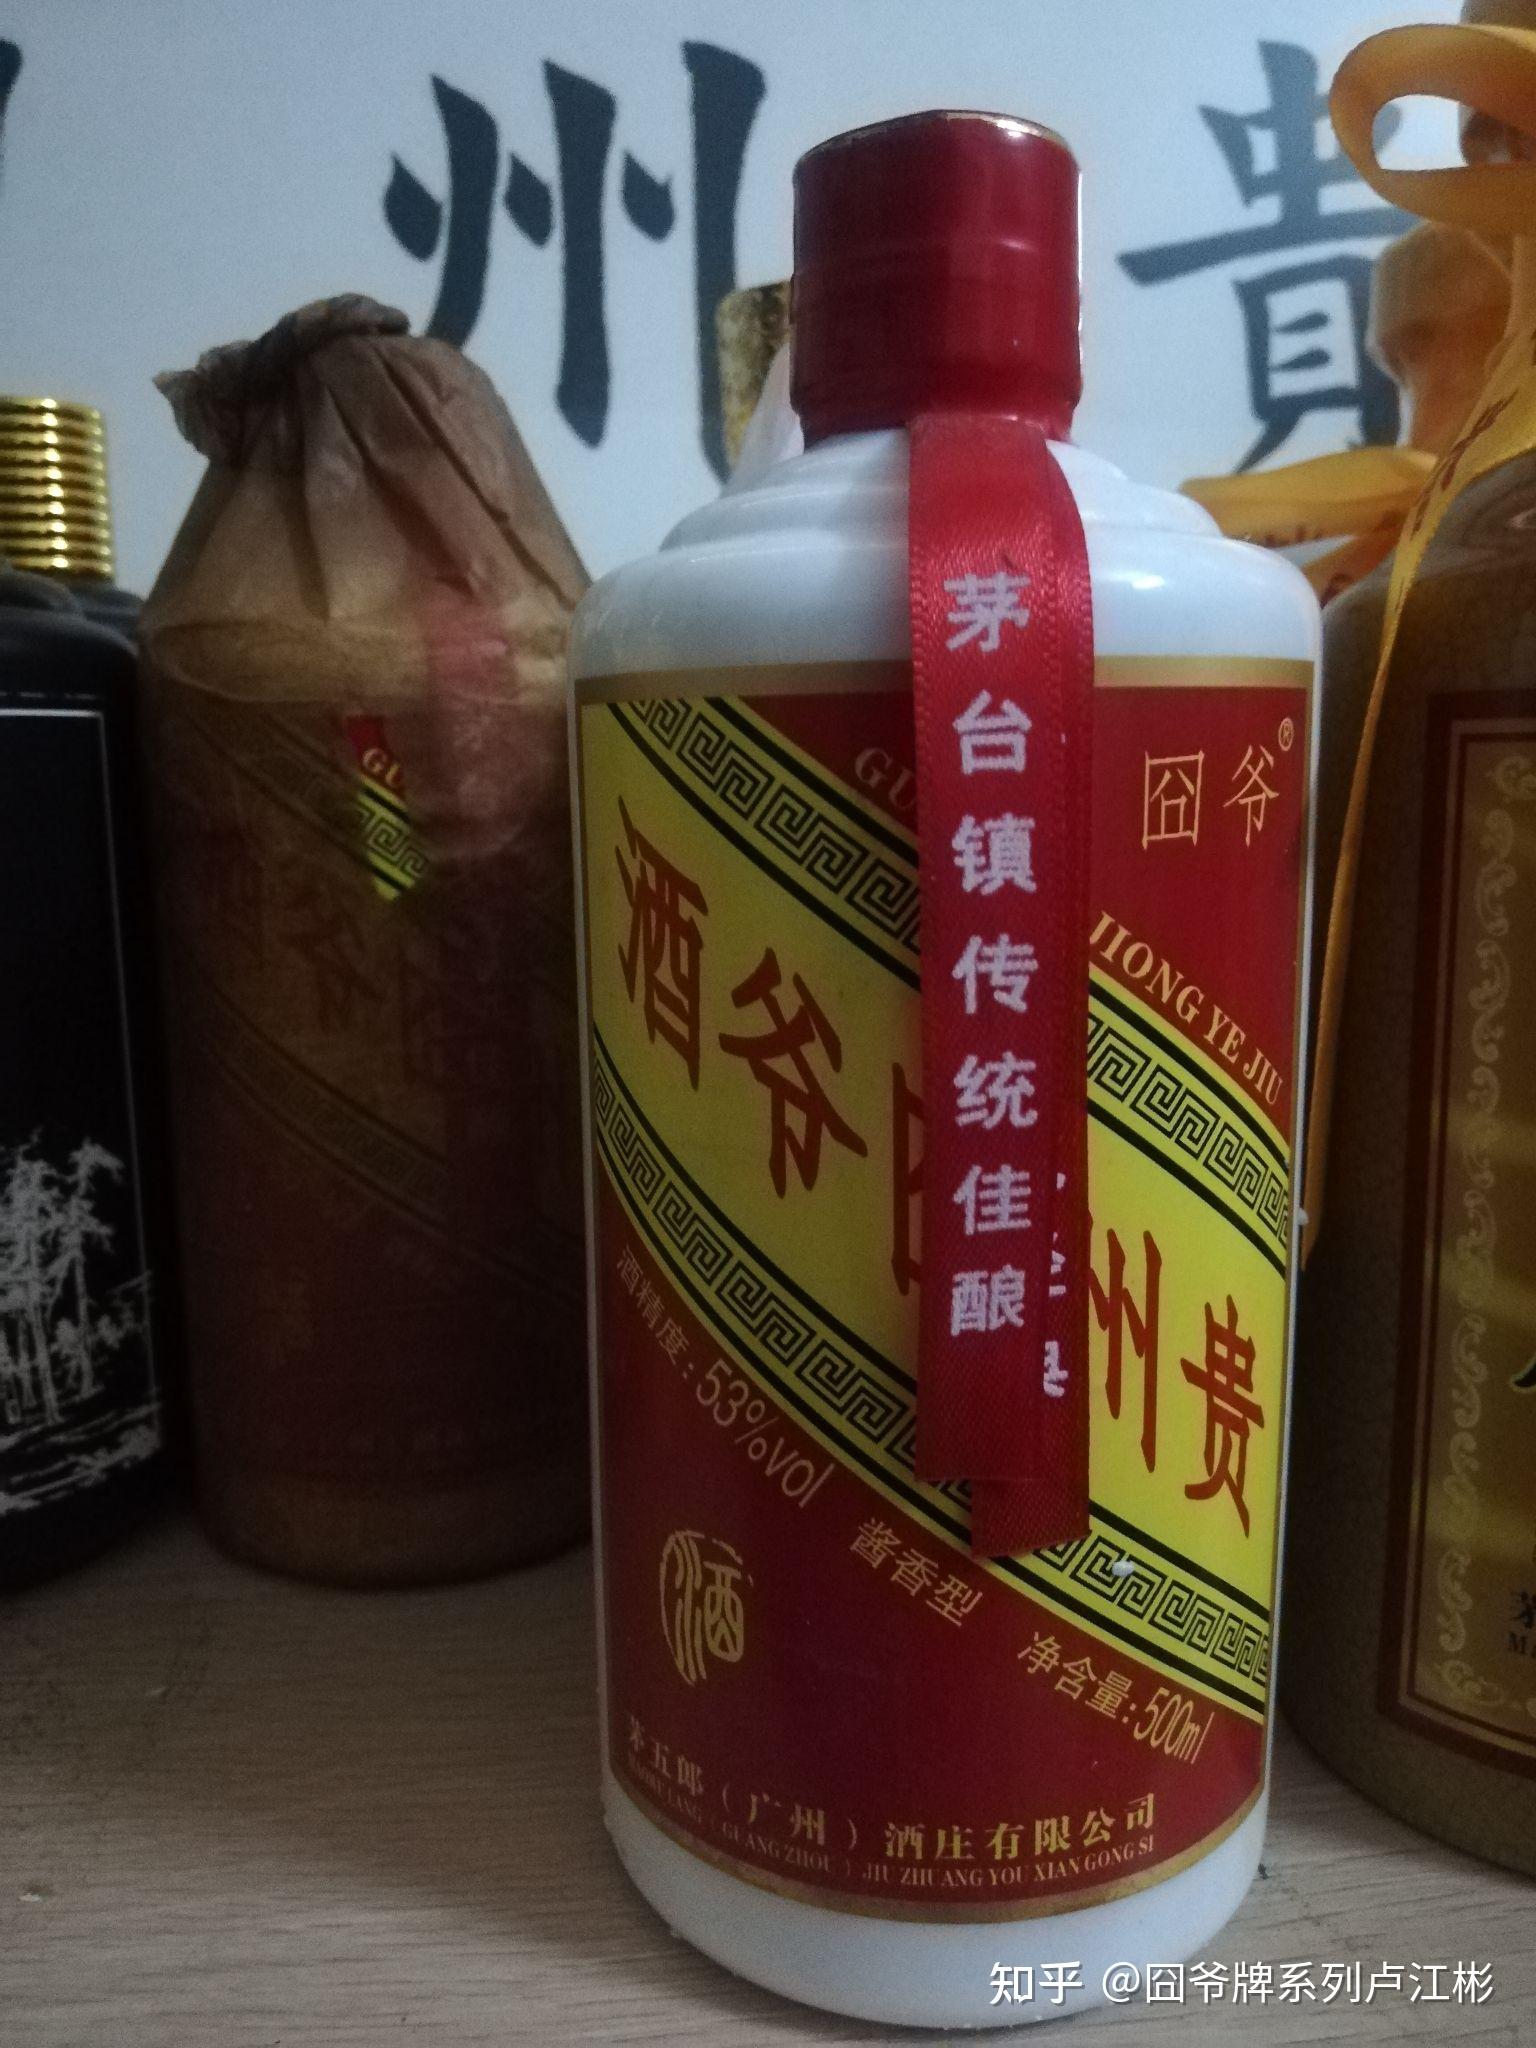 州 贵
茅台镇传统佳酿
囧爷®
JIONG YE JIU
酒爷
州贵
酒精度：53%vol
酱香型
净含量：500ml
酒
茅五郎（广州）酒庄有限公司
(GUANG ZHOU) JIU ZHUANG YOU XIAN GONG SI
GU
知乎 @囧爷牌系列卢江彬